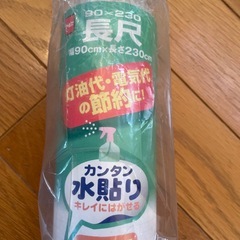 90×230
長尺
幅90cm×長さ230cm
灯油代・電気代
の節約に!
カンタン
水貼り
キレイにはがせる